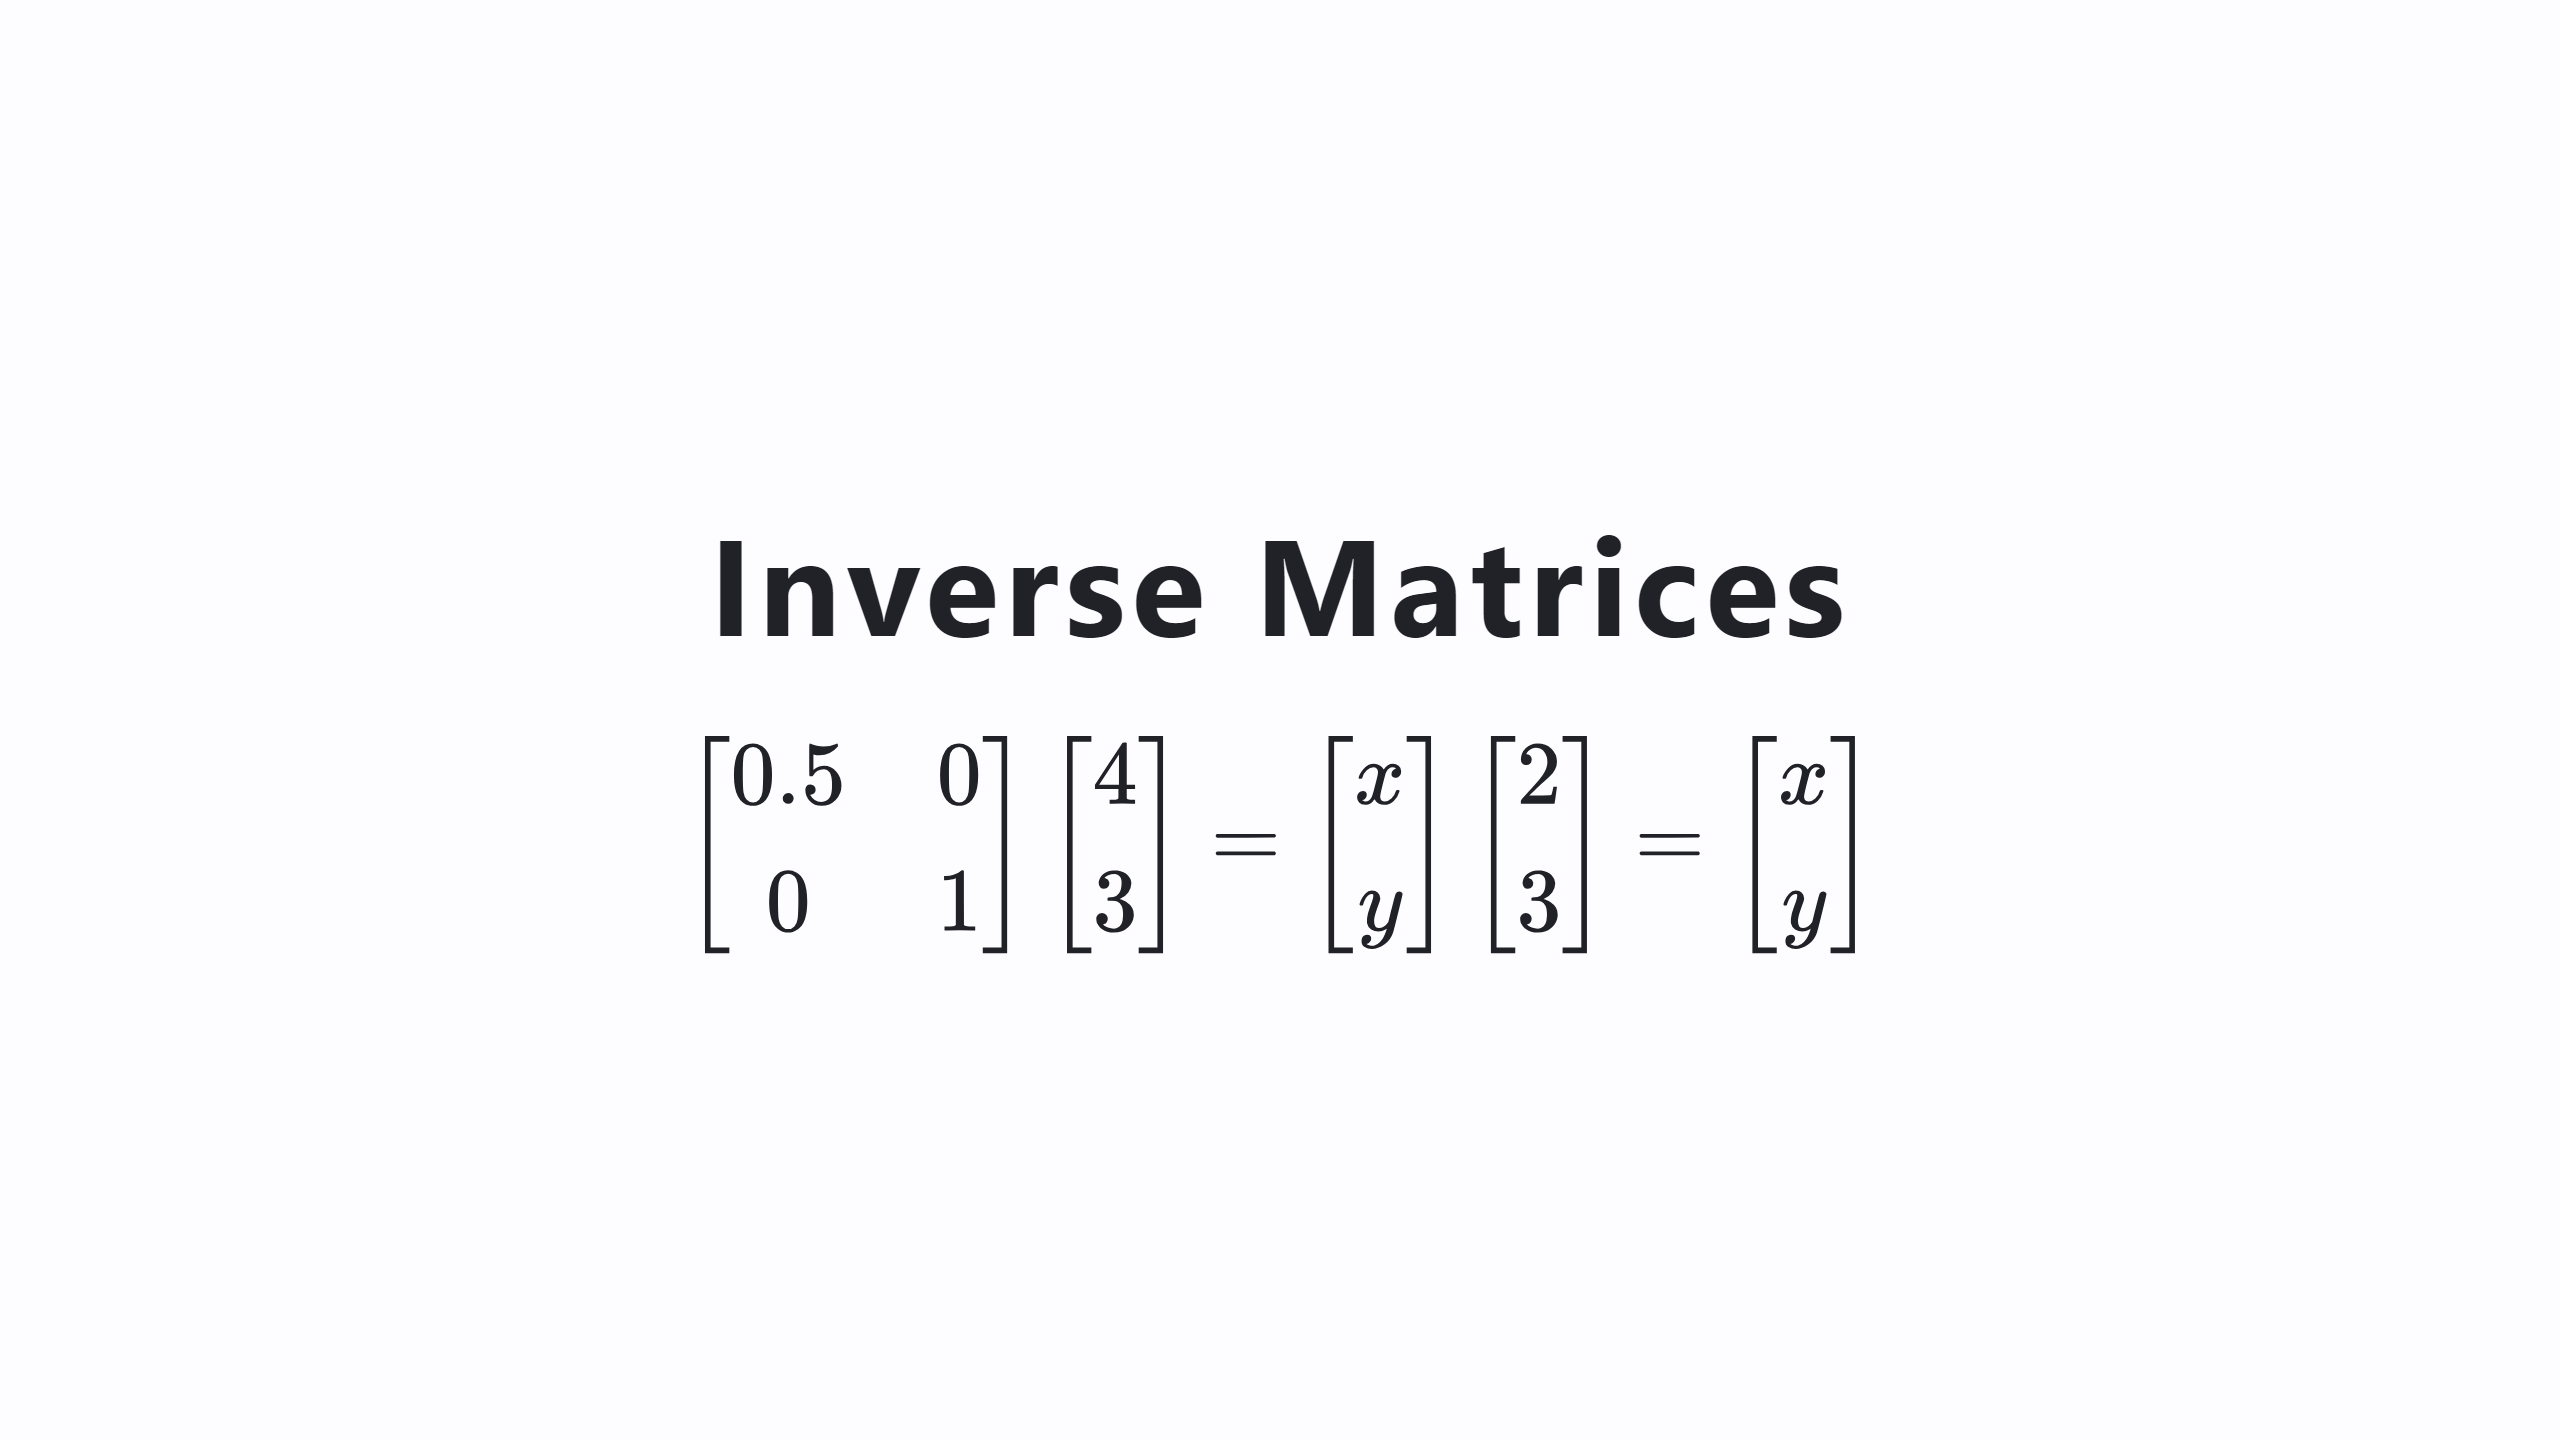 Inverse Matrices
[0.5 0; 0 1] [4; 3] = [x; y] [2; 3] = [x; y]